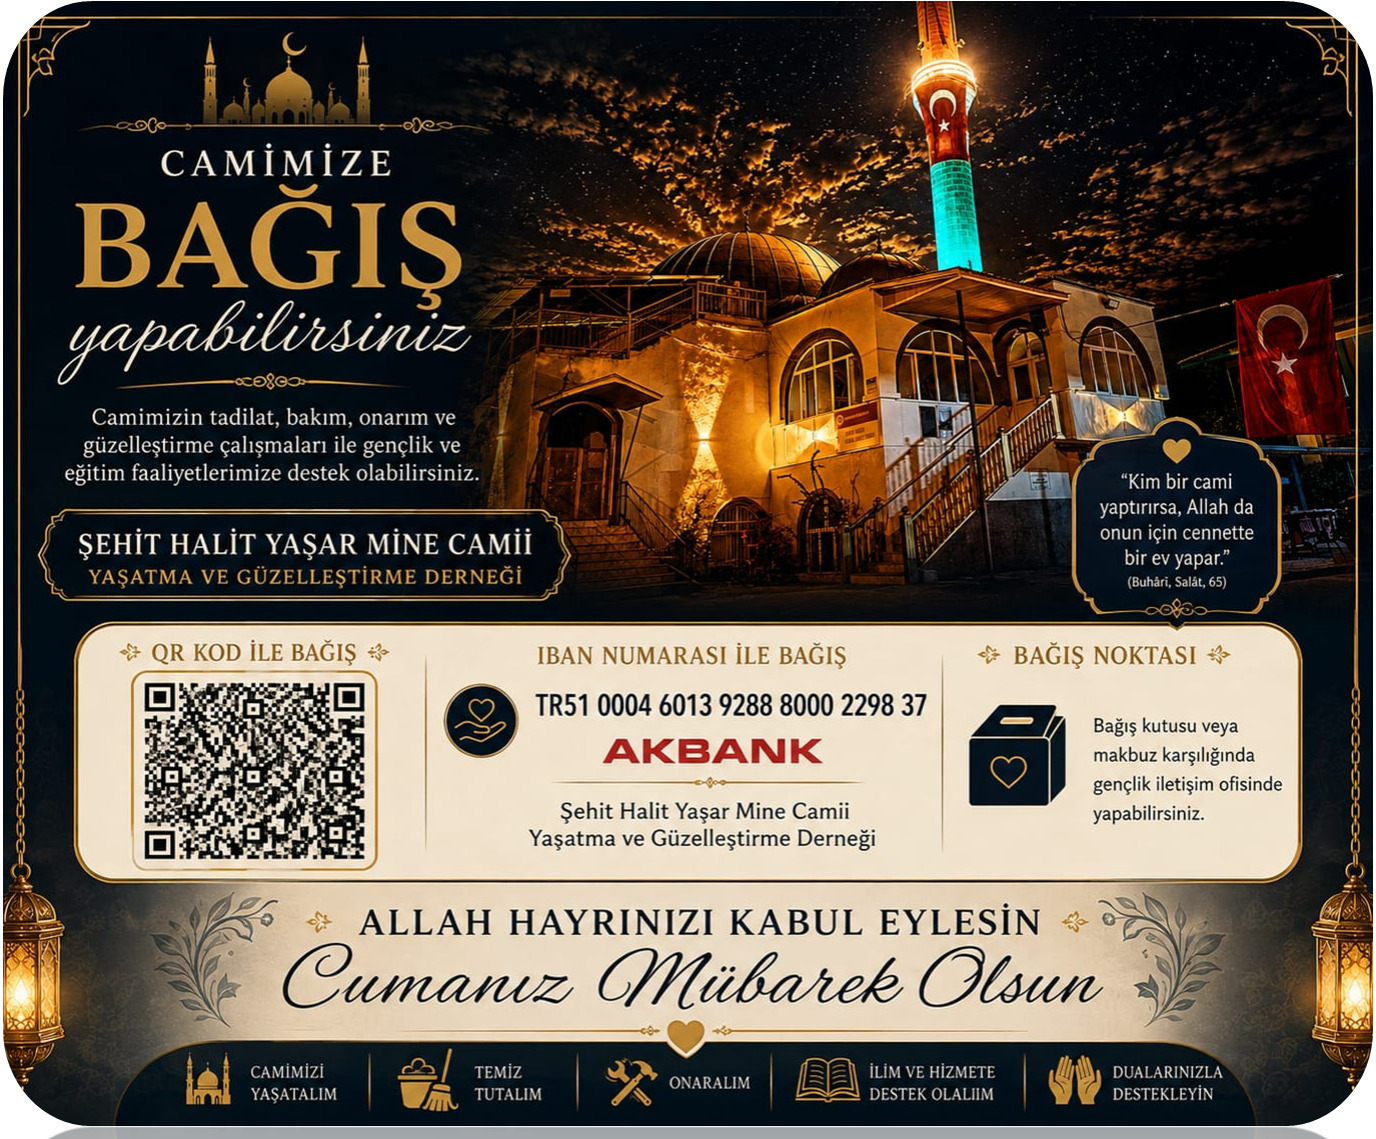 CAMİMİZE
BAĞIŞ
yapabilirsiniz
Camimizin tadilat, bakım, onarım ve
güzelleştirme çalışmaları ile gençlik ve
eğitim faaliyetlerimize destek olabilirsiniz.
ŞEHİT HALİT YAŞAR MİNE CAMİİ
YAŞATMA VE GÜZELLEŞTİRME DERNEĞİ
“Kim bir cami
yaptırırsa, Allah da
onun için cennette
bir ev yapar.”
(Buhârî, Salât, 65)
QR KOD İLE BAĞIŞ
IBAN NUMARASI İLE BAĞIŞ
TR51 0004 6013 9288 8000 2298 37
AKBANK
Şehit Halit Yaşar Mine Camii
Yaşatma ve Güzelleştirme Derneği
BAĞIŞ NOKTASI
Bağış kutusu veya
makbuz karşılığında
gençlik iletişim ofisinde
yapabilirsiniz.
ALLAH HAYRINIZI KABUL EYLESİN
Cumanız Mübarek Olsun
CAMİMİZİ
YAŞATALIM
TEMİZ
TUTALIM
ONARALIM
İLİM VE HİZMETE
DESTEK OLALIIM
DUALARINIZLA
DESTEKLEYİN